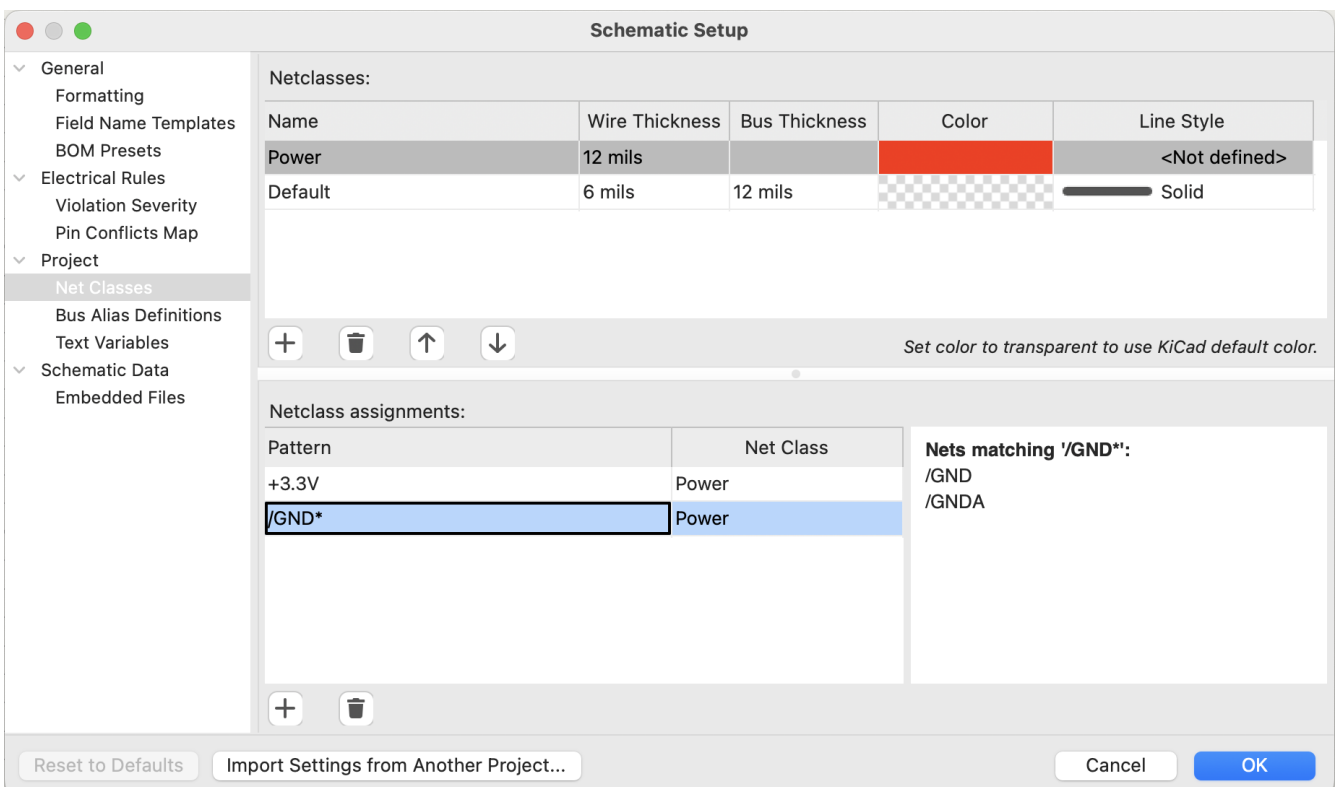 Schematic Setup
General
Formatting
Field Name Templates
BOM Presets
Electrical Rules
Violation Severity
Pin Conflicts Map
Project
Net Classes
Bus Alias Definitions
Text Variables
Schematic Data
Embedded Files
Netclasses:
Name Wire Thickness Bus Thickness Color Line Style
Power 12 mils <Not defined>
Default 6 mils 12 mils Solid
Set color to transparent to use KiCad default color.
Netclass assignments:
Pattern Net Class
+3.3V Power
/GND* Power
Nets matching '/GND*':
/GND
/GNDA
Reset to Defaults Import Settings from Another Project... Cancel OK